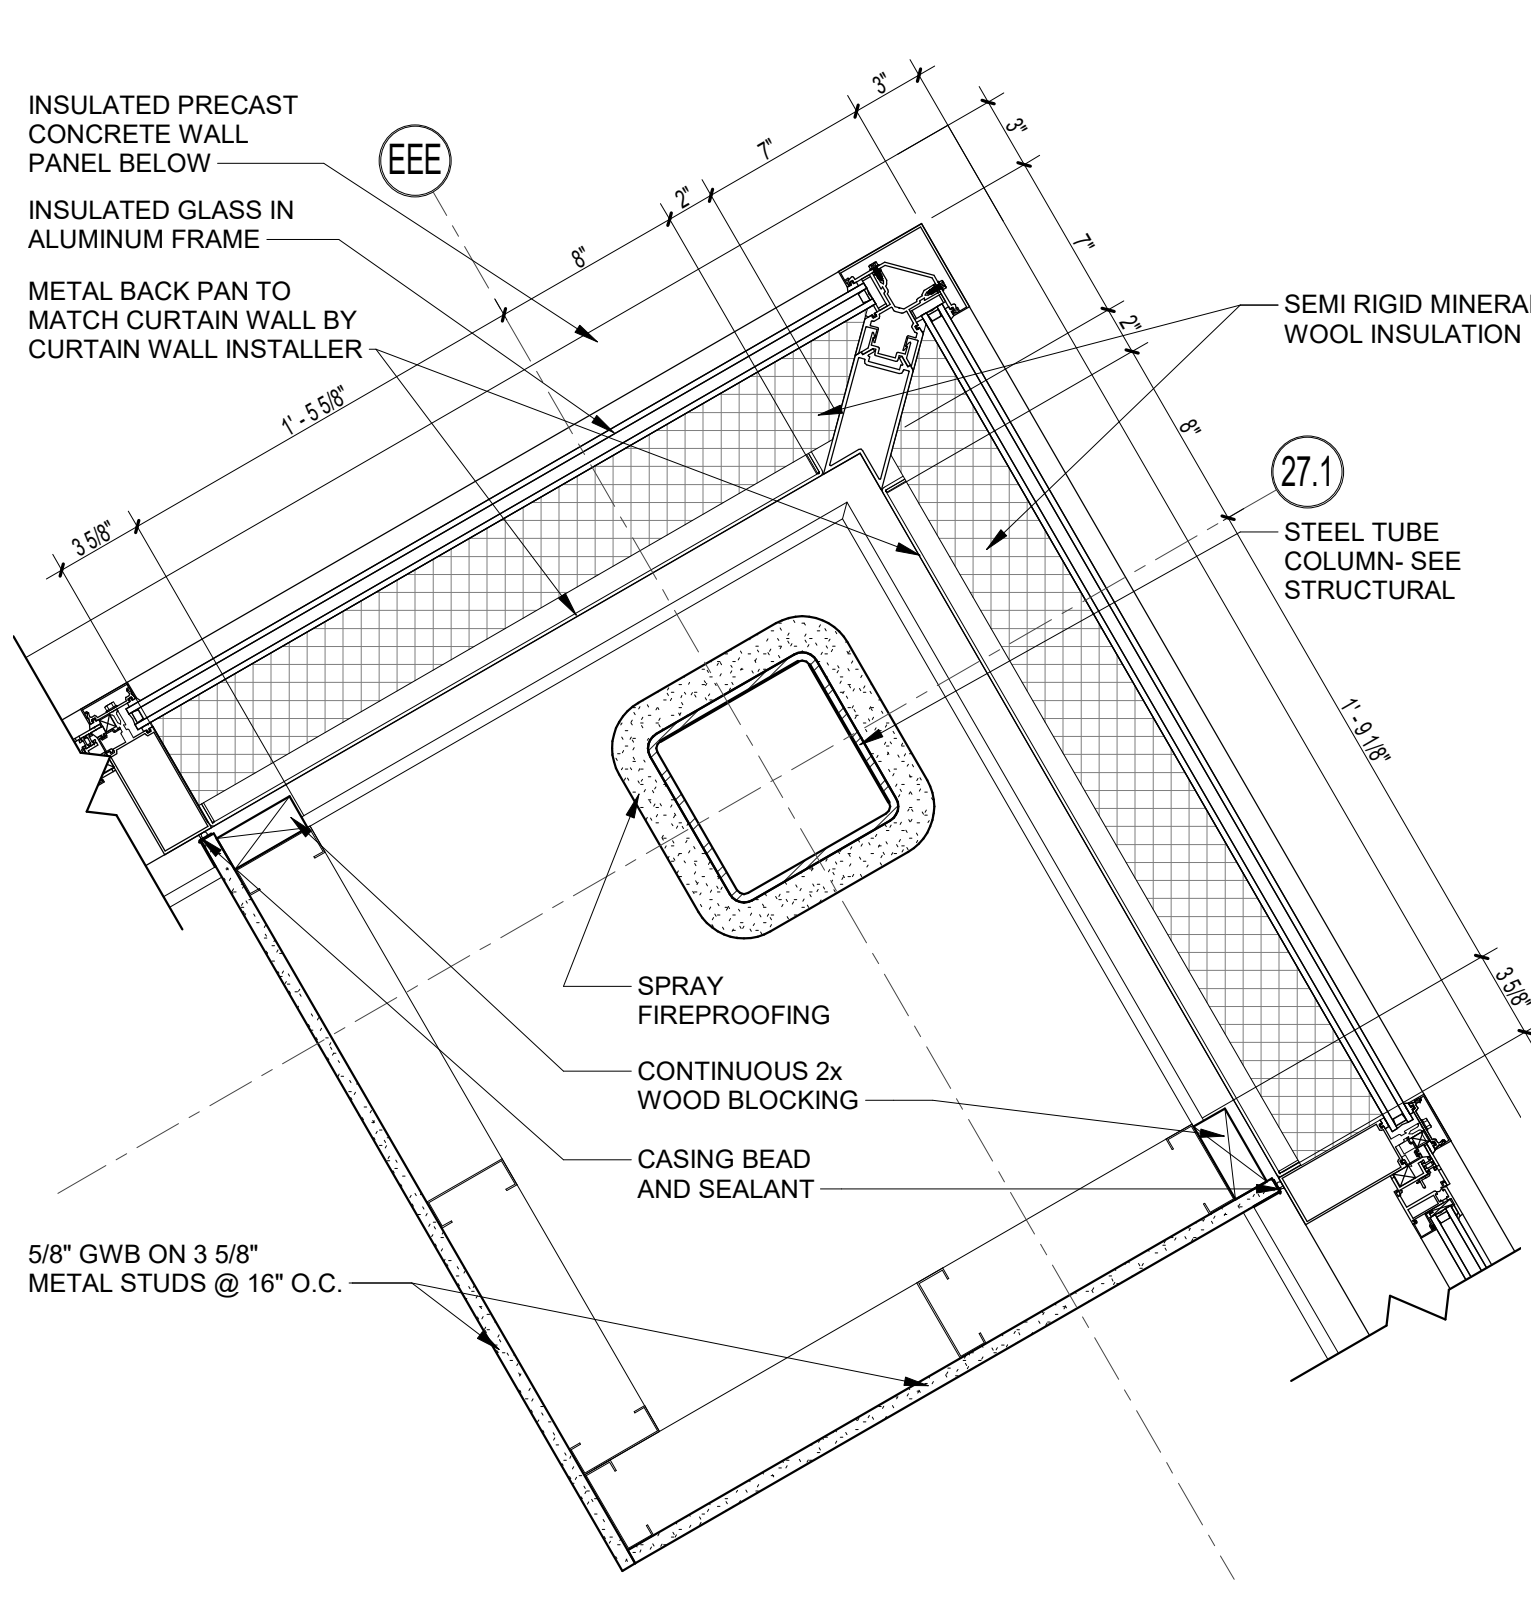 INSULATED PRECAST
CONCRETE WALL
PANEL BELOW
EEE
INSULATED GLASS IN
ALUMINUM FRAME
METAL BACK PAN TO
MATCH CURTAIN WALL BY
CURTAIN WALL INSTALLER
3 5/8"
1' - 5 5/8"
8"
2"
7"
3"
3"
7"
2"
8"
1' - 9 1/8"
3 5/8"
SEMI RIGID MINERAL
WOOL INSULATION
27.1
STEEL TUBE
COLUMN- SEE
STRUCTURAL
SPRAY
FIREPROOFING
CONTINUOUS 2x
WOOD BLOCKING
CASING BEAD
AND SEALANT
5/8" GWB ON 3 5/8"
METAL STUDS @ 16" O.C.